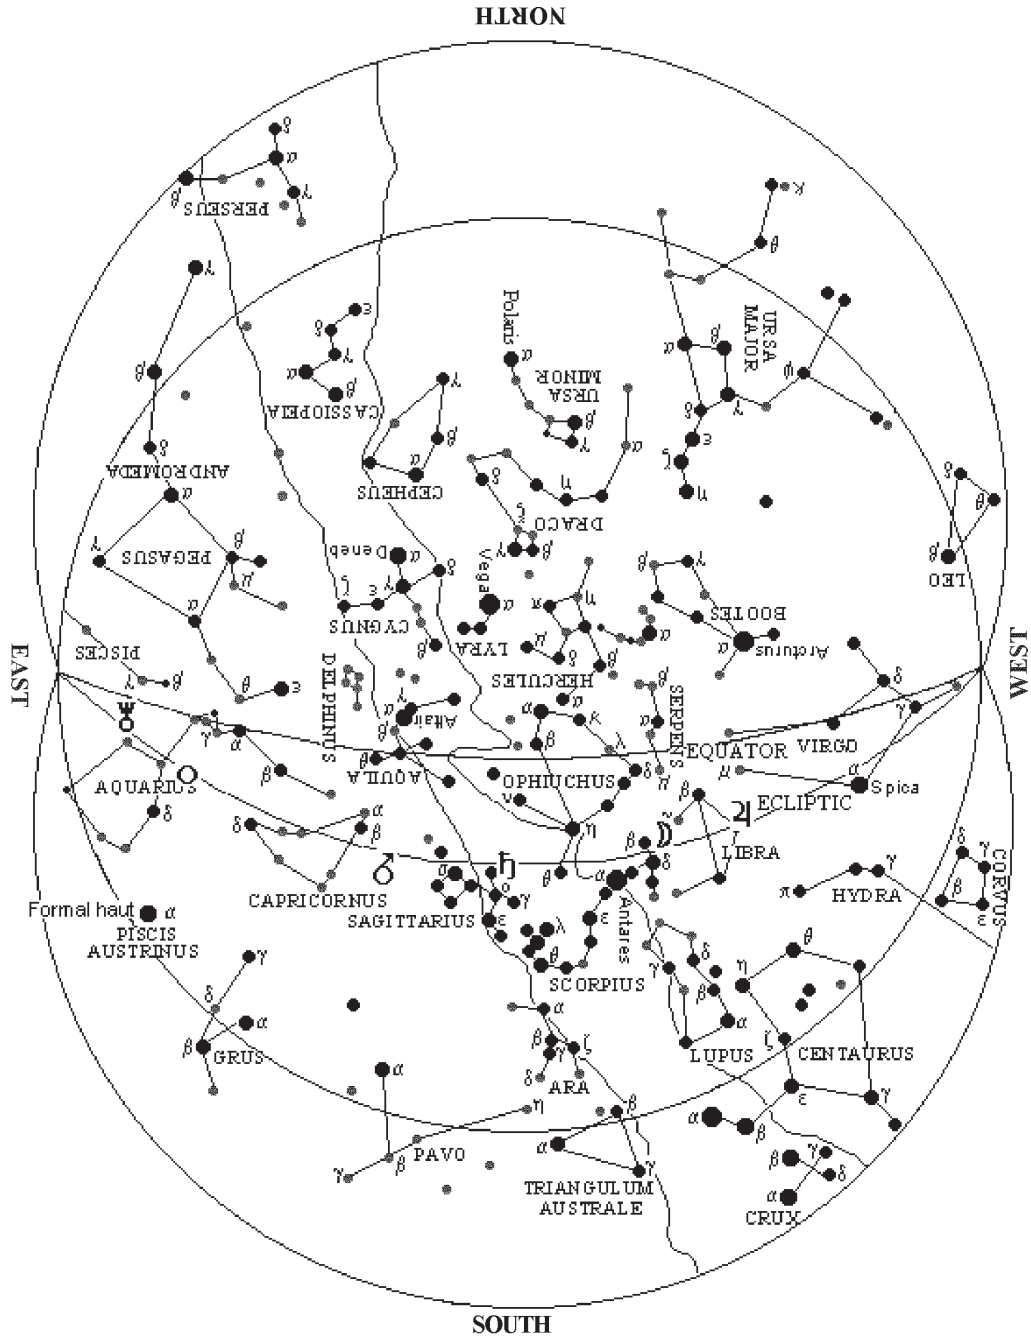 NORTH
δ
α
γ
β
PERSEUS
κ
θ
γ
ε
δ
γ
α
β
CASSIOPEIA
Polaris
α
URSA
MINOR
β
γ
URSA
MAJOR
α
β
γ
δ
ε
ζ
η
φ
β
δ
ANDROMEDA
α
γ
β
α
CEPHEUS
α
δ
η
DRACO
ξ
γ
β
δ
θ
β
LEO
γ
PEGASUS
β
μ
α
Deneb
α
γ
δ
ζ
ε
CYGNUS
β
Vega
α
LYRA
π
η
μ
β
HERCULES
α
α
β
γ
BOOTES
α
Arcturus
EAST
WEST
PISCES
γ
β
θ
ε
DELPHINUS
γ
Altair
β
θ
AQUILA
α
β
κ
λ
δ
OPHIUCHUS
ν
η
θ
β
α
SERPENS
μ
EQUATOR
VIRGO
δ
γ
μ
α
Spica
ECLIPTIC
γ
α
β
AQUARIUS
δ
δ
α
β
CAPRICORNUS
♂
♄
♃
β
LIBRA
γ
β
δ
α
Antares
ε
SCORPIUS
λ
θ
σ
SAGITTARIUS
γ
ε
π
γ
HYDRA
δ
γ
β
ε
CORVUS
Formal haut
α
PISCIS
AUSTRINUS
γ
δ
α
β
GRUS
δ
γ
β
α
LUPUS
θ
η
ζ
CENTAURUS
ε
γ
α
β
α
β
γ
ζ
δ
ARA
α
η
β
PAVO
γ
β
α
γ
TRIANGULUM
AUSTRALE
β
γ
δ
α
CRUX
SOUTH